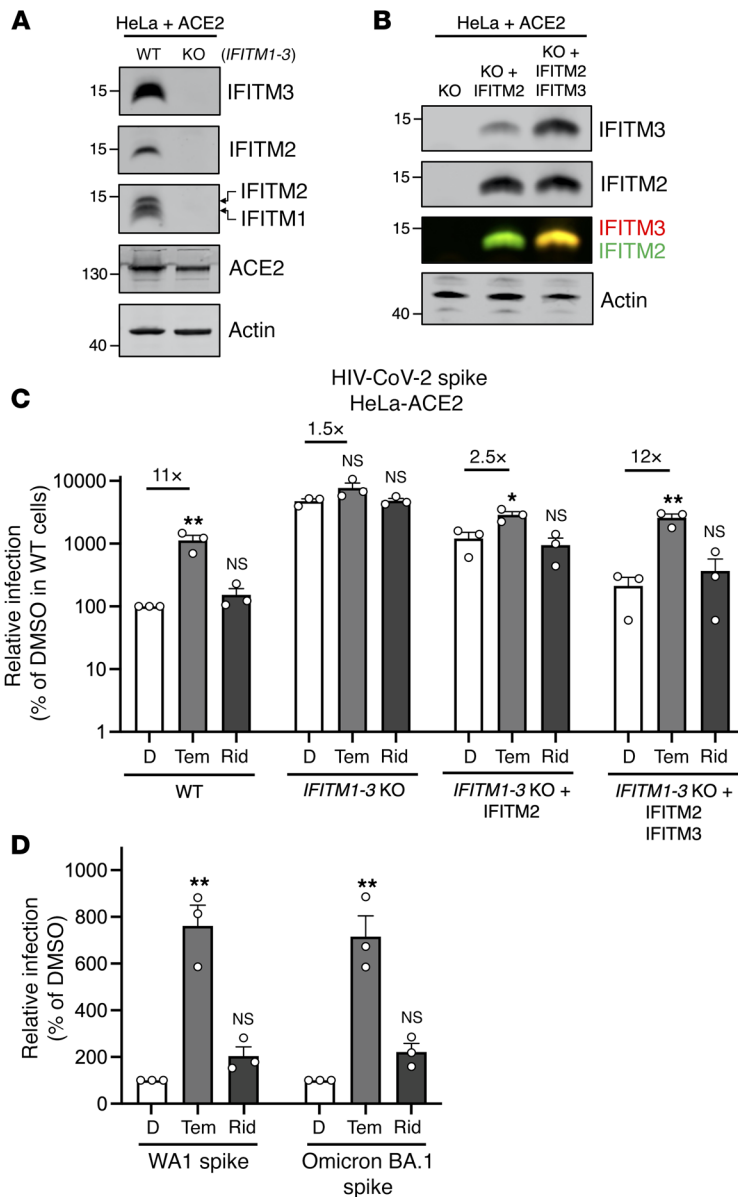 A
HeLa + ACE2
WT KO (IFITM1-3)
15 IFITM3
15 IFITM2
15 IFITM2
IFITM1
130 ACE2
40 Actin
B
HeLa + ACE2
KO KO + IFITM2 KO + IFITM2 IFITM3
15 IFITM3
15 IFITM2
15 IFITM3
IFITM2
40 Actin
C
HIV-CoV-2 spike
HeLa-ACE2
Relative infection
(% of DMSO in WT cells)
10000
1000
100
10
1
11× ** NS
1.5× NS NS
2.5× * NS
12× ** NS
D Tem Rid D Tem Rid D Tem Rid D Tem Rid
WT
IFITM1-3 KO
IFITM1-3 KO +
IFITM2
IFITM1-3 KO +
IFITM2
IFITM3
D
Relative infection
(% of DMSO)
1000
800
600
400
200
0
** NS ** NS
D Tem Rid D Tem Rid
WA1 spike
Omicron BA.1
spike